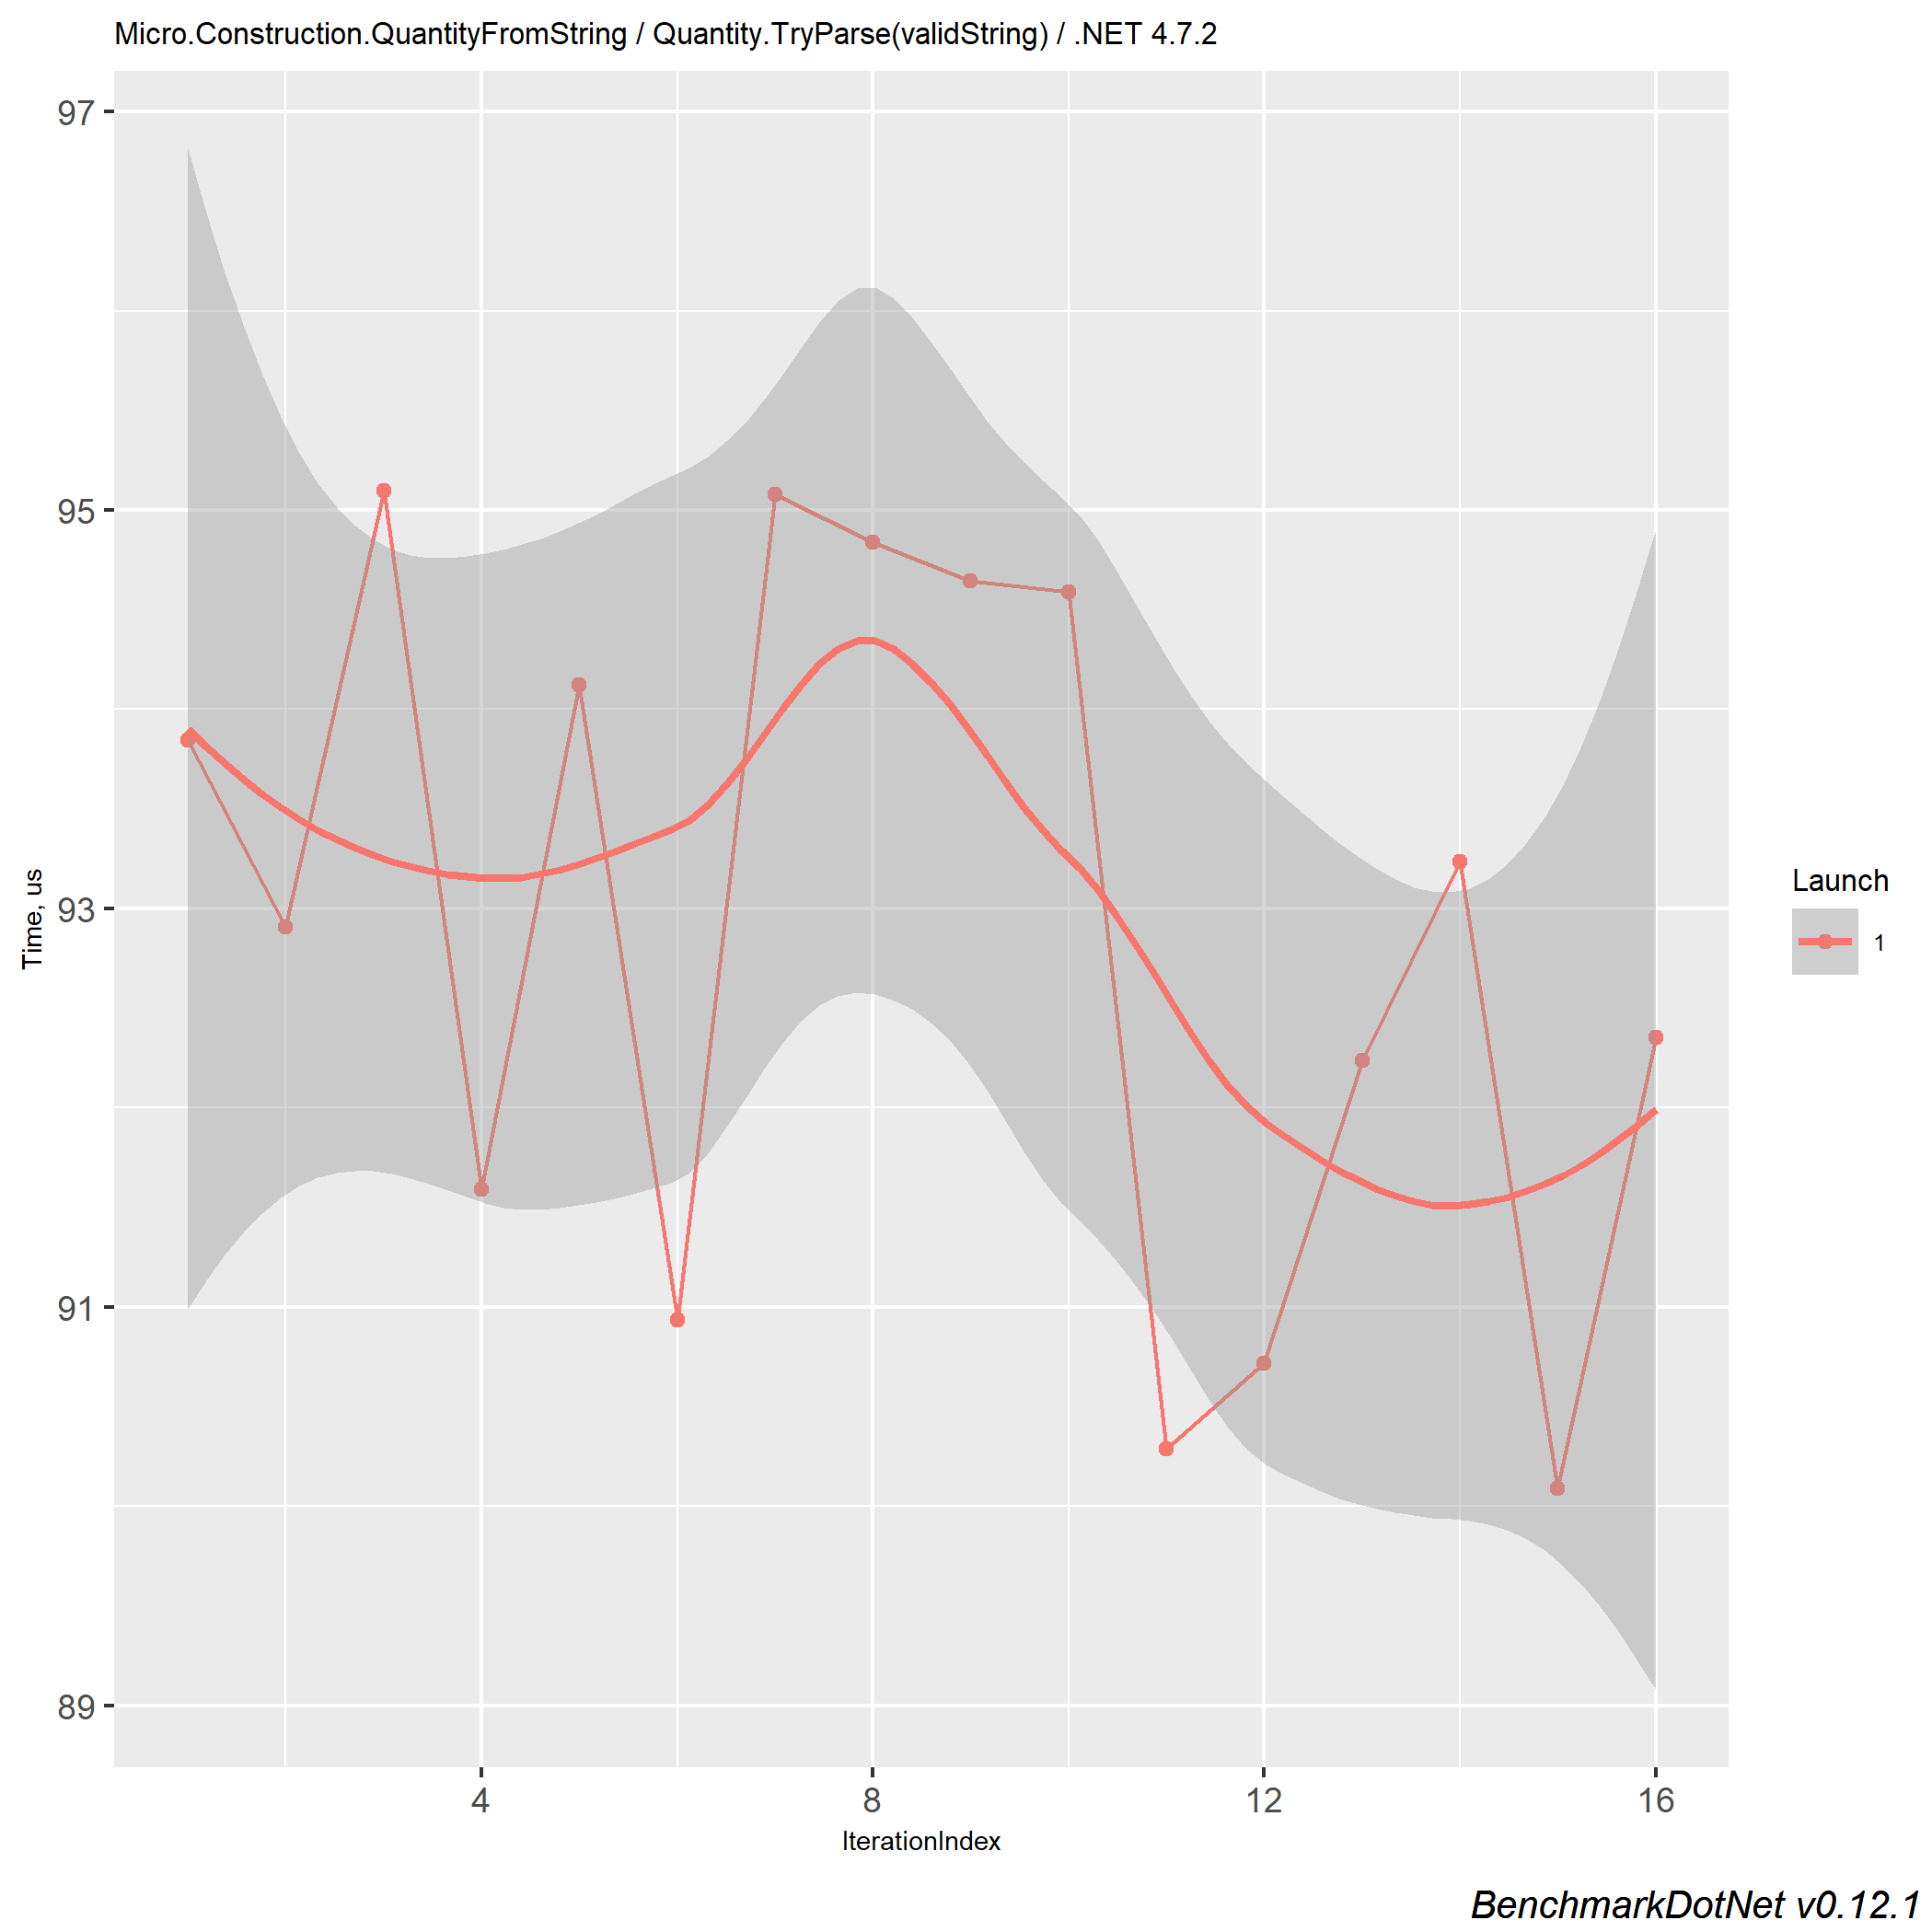 Micro.Construction.QuantityFromString / Quantity.TryParse(validString) / .NET 4.7.2
97
95
93
91
89
Time, us
4 8 12 16
IterationIndex
Launch
1
BenchmarkDotNet v0.12.1